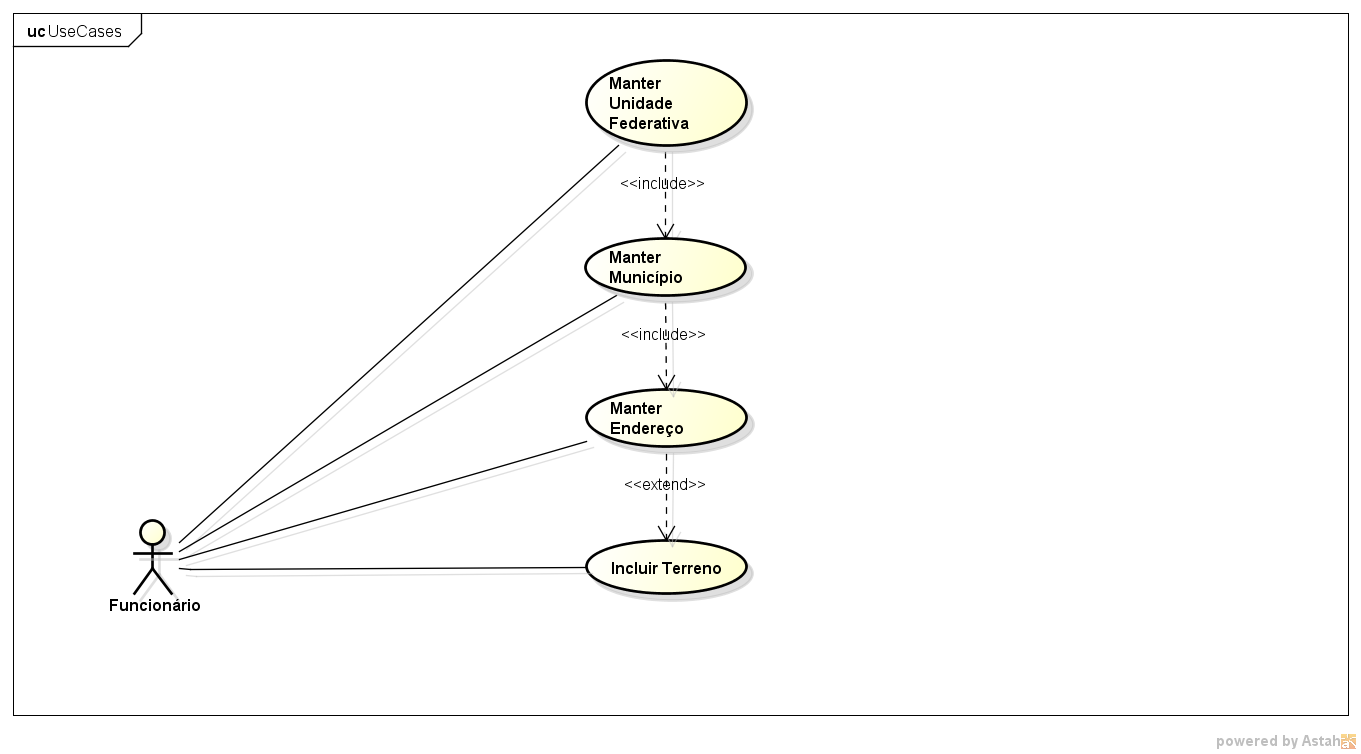 uc UseCases
Manter
Unidade
Federativa
<<include>>
Manter
Município
<<include>>
Manter
Endereço
<<extend>>
Incluir Terreno
Funcionário
powered by Astah